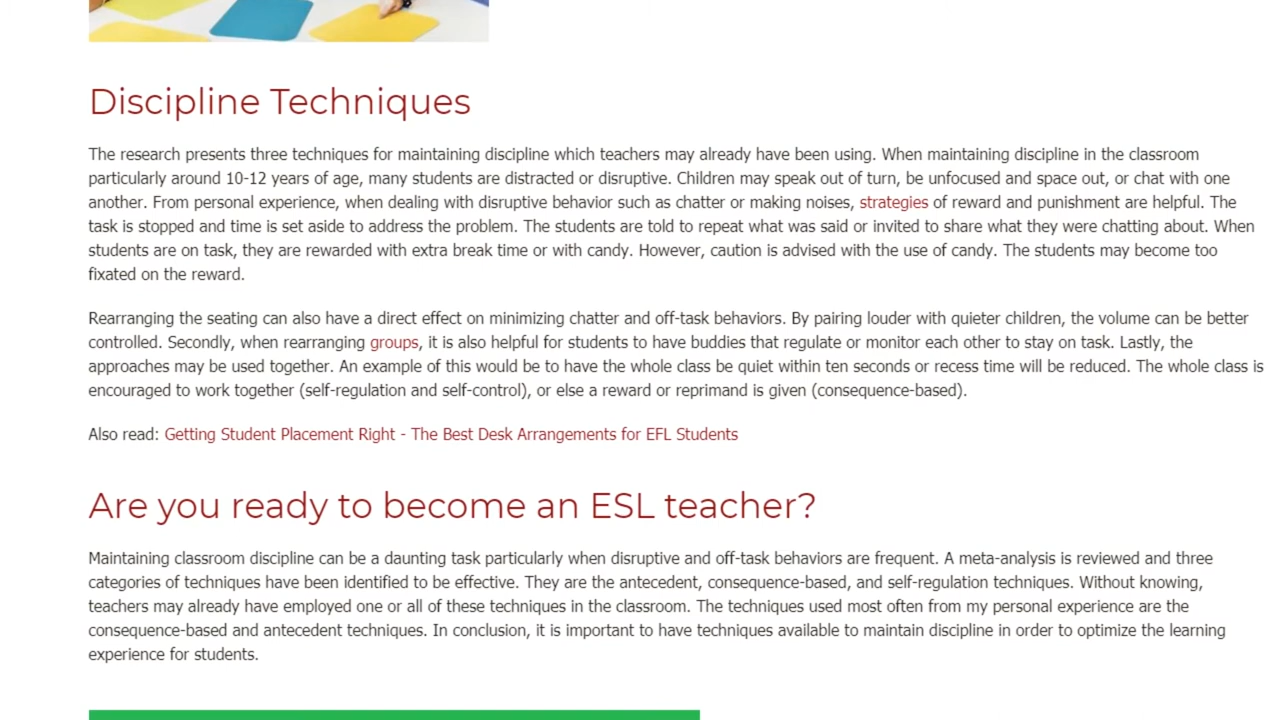 Discipline Techniques
The research presents three techniques for maintaining discipline which teachers may already have been using. When maintaining discipline in the classroom
particularly around 10-12 years of age, many students are distracted or disruptive. Children may speak out of turn, be unfocused and space out, or chat with one
another. From personal experience, when dealing with disruptive behavior such as chatter or making noises, strategies of reward and punishment are helpful. The
task is stopped and time is set aside to address the problem. The students are told to repeat what was said or invited to share what they were chatting about. When
students are on task, they are rewarded with extra break time or with candy. However, caution is advised with the use of candy. The students may become too
fixated on the reward.
Rearranging the seating can also have a direct effect on minimizing chatter and off-task behaviors. By pairing louder with quieter children, the volume can be better
controlled. Secondly, when rearranging groups, it is also helpful for students to have buddies that regulate or monitor each other to stay on task. Lastly, the
approaches may be used together. An example of this would be to have the whole class be quiet within ten seconds or recess time will be reduced. The whole class is
encouraged to work together (self-regulation and self-control), or else a reward or reprimand is given (consequence-based).
Also read: Getting Student Placement Right - The Best Desk Arrangements for EFL Students
Are you ready to become an ESL teacher?
Maintaining classroom discipline can be a daunting task particularly when disruptive and off-task behaviors are frequent. A meta-analysis is reviewed and three
categories of techniques have been identified to be effective. They are the antecedent, consequence-based, and self-regulation techniques. Without knowing,
teachers may already have employed one or all of these techniques in the classroom. The techniques used most often from my personal experience are the
consequence-based and antecedent techniques. In conclusion, it is important to have techniques available to maintain discipline in order to optimize the learning
experience for students.